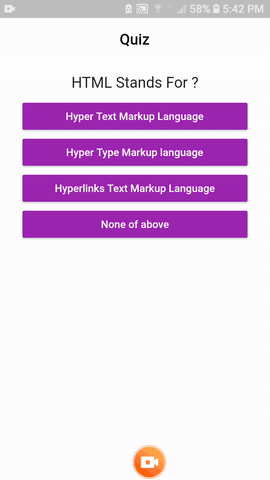 58% 5:42 PM
Quiz
HTML Stands For ?
Hyper Text Markup Language
Hyper Type Markup language
Hyperlinks Text Markup Language
None of above